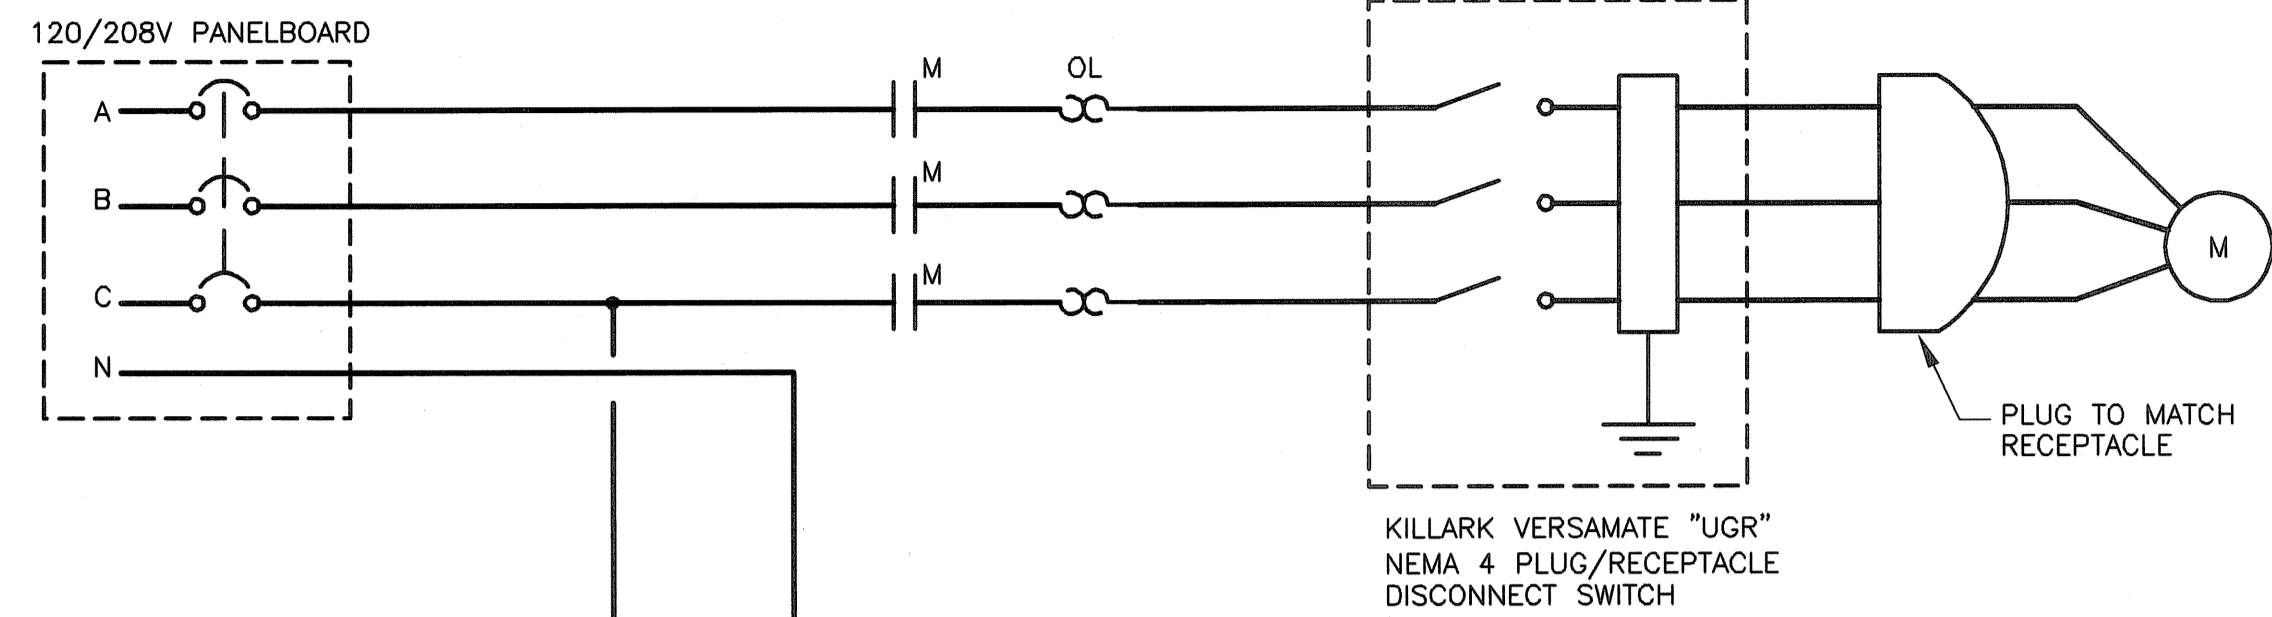 120/208V PANELBOARD
M
OL
A
M
B
M
M
C
N
PLUG TO MATCH
RECEPTACLE
KILLARK VERSAMATE "UGR"
NEMA 4 PLUG/RECEPTACLE
DISCONNECT SWITCH